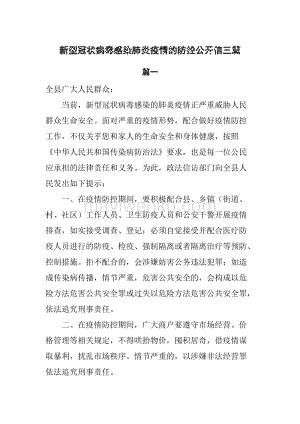 新型冠状病毒感染肺炎疫情的防控公开信三篇
篇一
全县广大人民群众：
当前，新型冠状病毒感染的肺炎疫情正严重威胁人民
群众生命安全。面对疫情的形势，配合做好疫情防控
工作，不仅关乎您和家人的生命安全和身体健康，更是按照
《中华人民共和国传染病防治法》要求，也是每一位公民
应承担的法律责任和义务。为此，政法信访部门向全县人
民发出如下提示：
一、在疫情防控期间，要积极配合县、乡镇（街道、
村、社区）工作人员、卫生防疫人员和公安干警开展疫情
排查，如实接受调查、登记；必须自觉接受并配合医疗防
疫人员进行的防疫、检疫、强制隔离或者隔离治疗等预防、
控制措施。拒不配合的，会涉嫌妨害公务违法犯罪；如造
成传染病传播，情节严重，危害公共安全的，会构成以危
险方法危害公共安全罪或过失以危险方法危害公共安全罪，
依法追究刑事责任。
二、在疫情防控期间，广大商户要遵守市场经营、价
格管理等相关规定，不得哄抬物价、囤积居奇，借疫情谋
取暴利，扰乱市场秩序。情节严重的，以涉嫌非法经营罪
依法追究刑事责任。